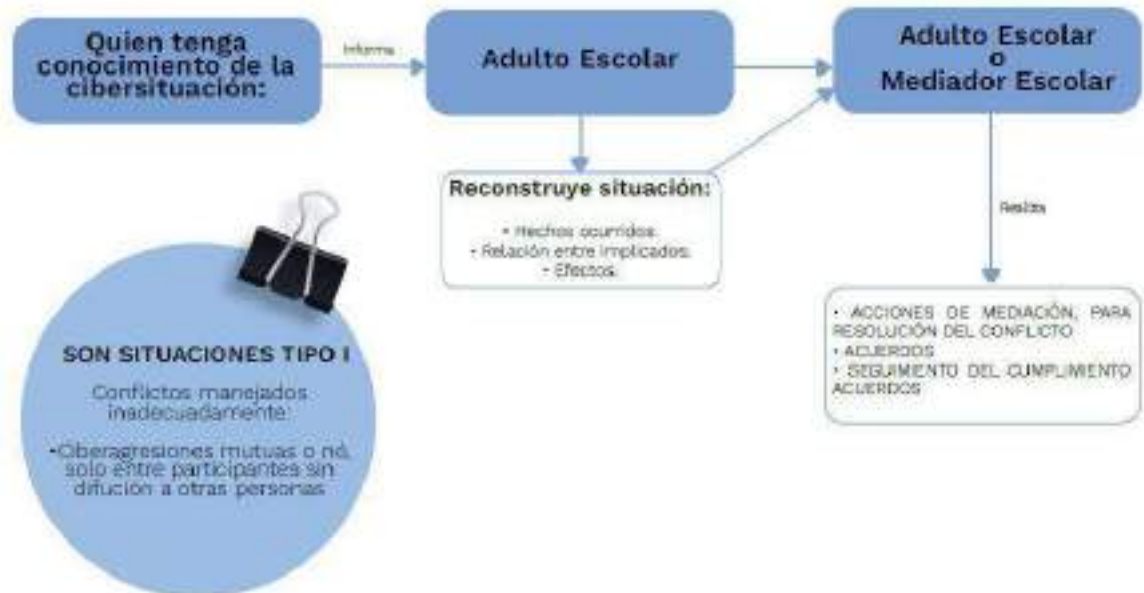 Quien tenga
conocimiento de la
cibersituación:
Informa
Adulto Escolar
Adulto Escolar
o
Mediador Escolar
Reconstruye situación:
• Hechos ocurridos.
• Relación entre implicados.
• Efectos.
Realiza
• ACCIONES DE MEDIACIÓN, PARA
RESOLUCIÓN DEL CONFLICTO
• ACUERDOS
• SEGUIMIENTO DEL CUMPLIMIENTO
ACUERDOS
SON SITUACIONES TIPO I
Conflictos manejados
inadecuadamente:
•Ciberagresiones mutuas o nó,
solo entre participantes sin
difución a otras personas